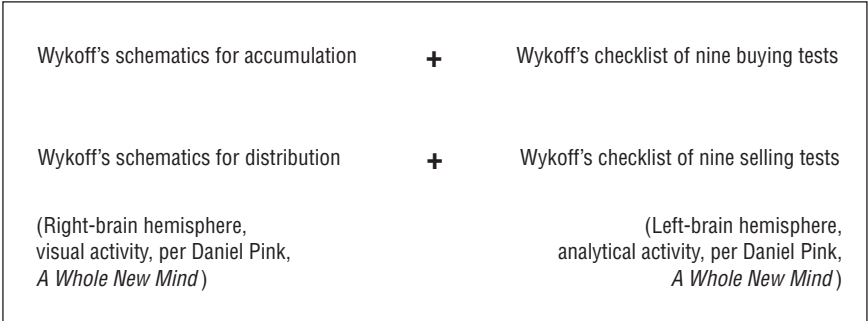 Wykoff's schematics for accumulation + Wykoff's checklist of nine buying tests
Wykoff's schematics for distribution + Wykoff's checklist of nine selling tests
(Right-brain hemisphere,
visual activity, per Daniel Pink,
A Whole New Mind)
(Left-brain hemisphere,
analytical activity, per Daniel Pink,
A Whole New Mind)